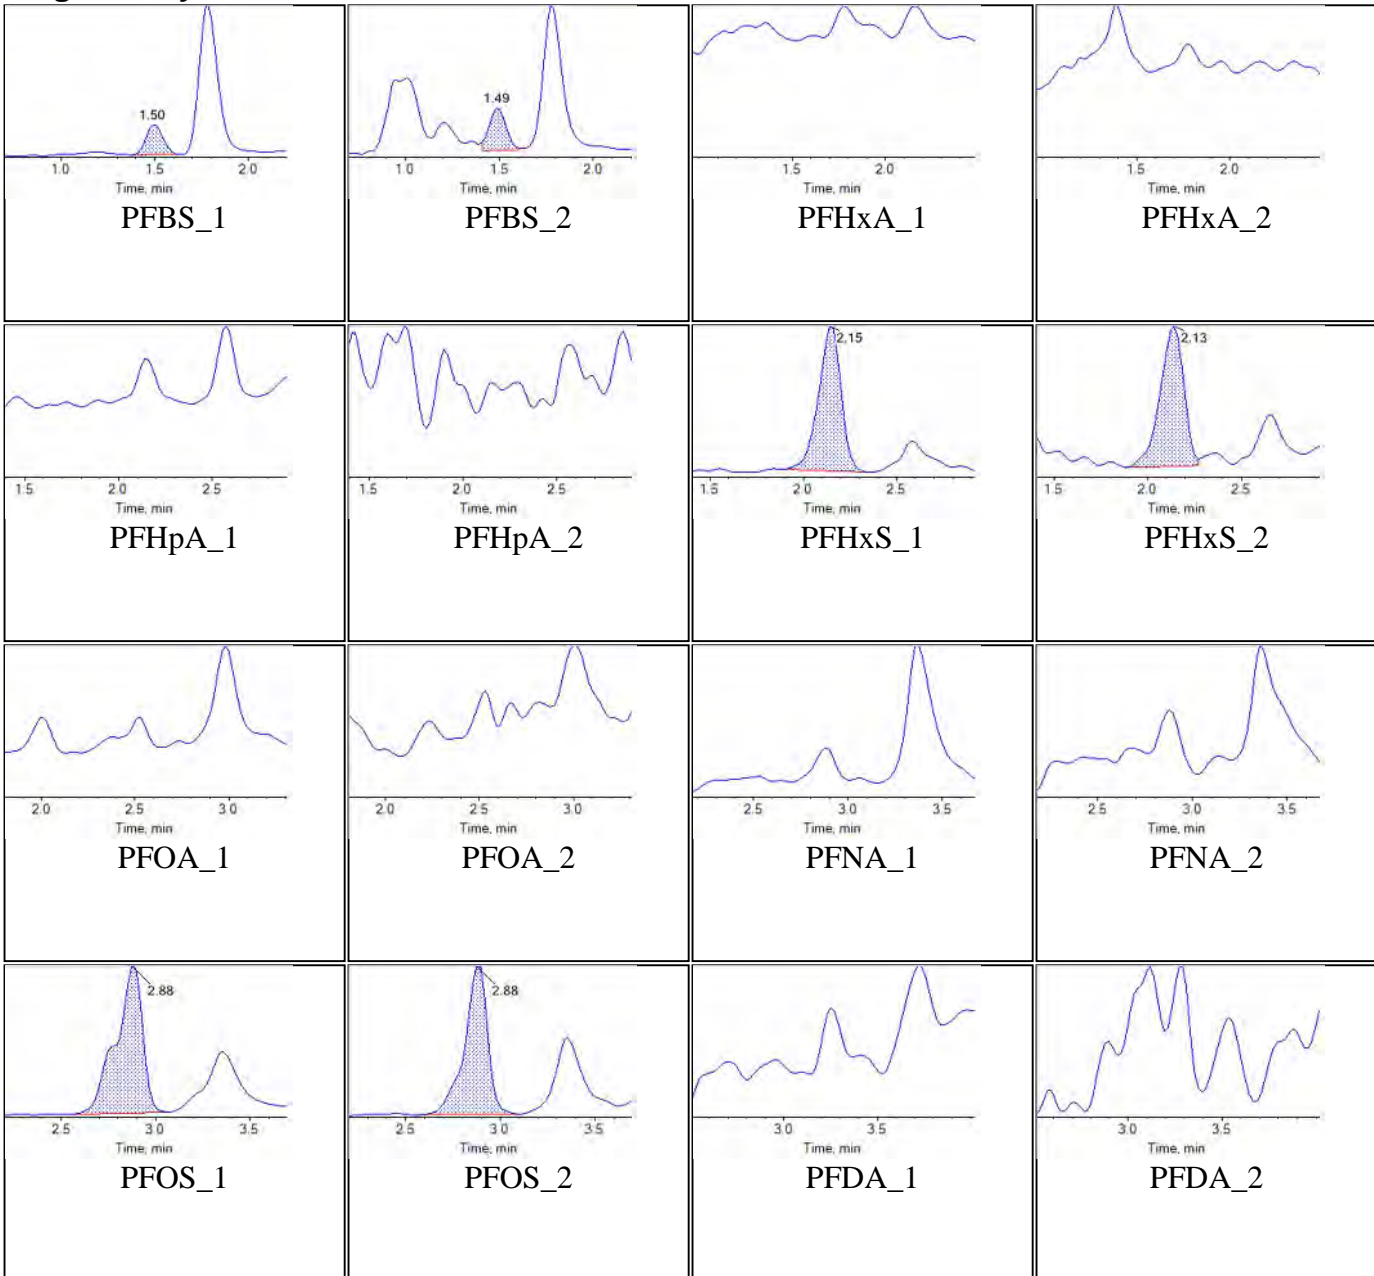 1.50
1.0 1.5 2.0
Time, min
PFBS_1
1.49
1.0 1.5 2.0
Time, min
PFBS_2
1.5 2.0
Time, min
PFHxA_1
1.5 2.0
Time, min
PFHxA_2
1.5 2.0 2.5
Time, min
PFHpA_1
1.5 2.0 2.5
Time, min
PFHpA_2
2.15
1.5 2.0 2.5
Time, min
PFHxS_1
2.13
1.5 2.0 2.5
Time, min
PFHxS_2
2.0 2.5 3.0
Time, min
PFOA_1
2.0 2.5 3.0
Time, min
PFOA_2
2.5 3.0 3.5
Time, min
PFNA_1
2.5 3.0 3.5
Time, min
PFNA_2
2.88
2.5 3.0 3.5
Time, min
PFOS_1
2.88
2.5 3.0 3.5
Time, min
PFOS_2
3.0 3.5
Time, min
PFDA_1
3.0 3.5
Time, min
PFDA_2